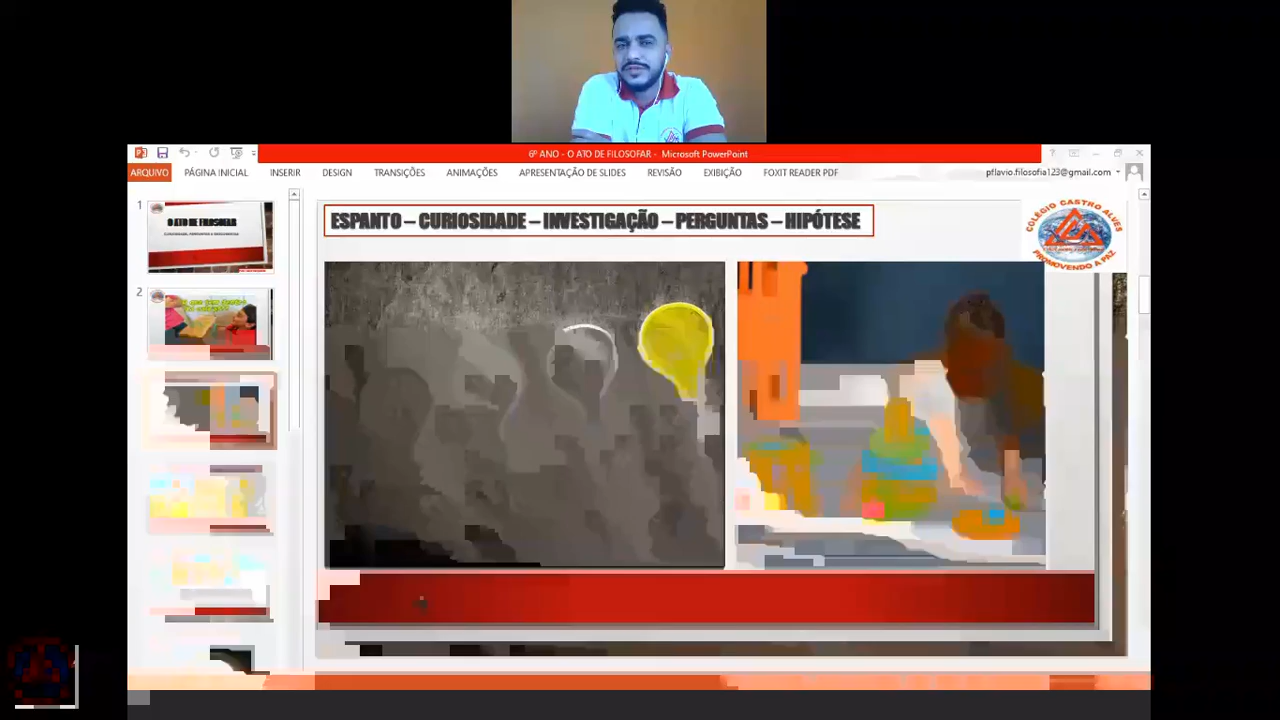 6º ANO - O ATO DE FILOSOFAR - Microsoft PowerPoint
ARQUIVO PÁGINA INICIAL INSERIR DESIGN TRANSIÇÕES ANIMAÇÕES APRESENTAÇÃO DE SLIDES REVISÃO EXIBIÇÃO FOXIT READER PDF pflavio.filosofia123@gmail.com
1
O ATO DE FILOSOFAR
2
ESPANTO – CURIOSIDADE – INVESTIGAÇÃO – PERGUNTAS – HIPÓTESE
COLÉGIO CASTRO ALVES
PROMOVENDO A PAZ